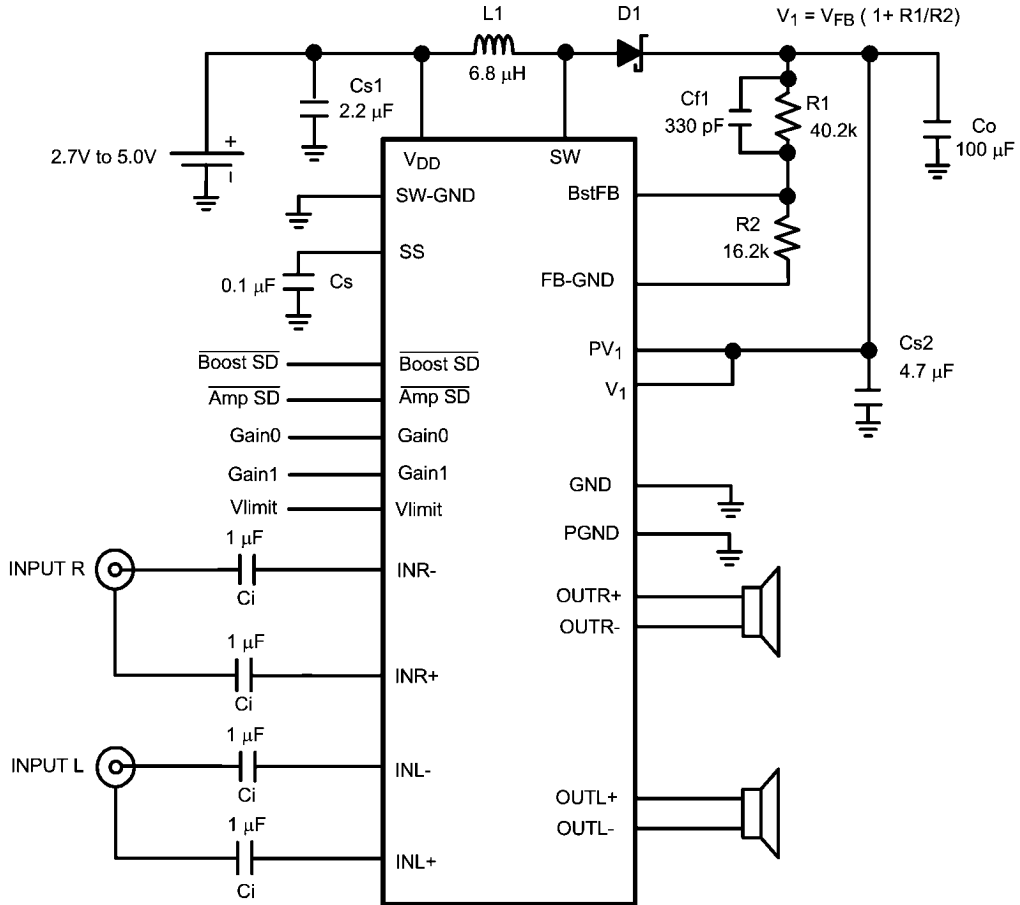 L1
D1
V1 = VFB ( 1+ R1/R2)
6.8 μH
Cs1
2.2 μF
Cf1
330 pF
R1
40.2k
Co
100 μF
2.7V to 5.0V
+
VDD
SW
SW-GND
BstFB
R2
16.2k
SS
0.1 μF
Cs
FB-GND
Boost SD
Boost SD
PV1
Cs2
4.7 μF
V1
Amp SD
Amp SD
Gain0
Gain0
Gain1
Gain1
GND
Vlimit
Vlimit
PGND
1 μF
INPUT R
INR-
Ci
OUTR+
OUTR-
1 μF
INR+
Ci
1 μF
INPUT L
INL-
Ci
OUTL+
OUTL-
1 μF
INL+
Ci